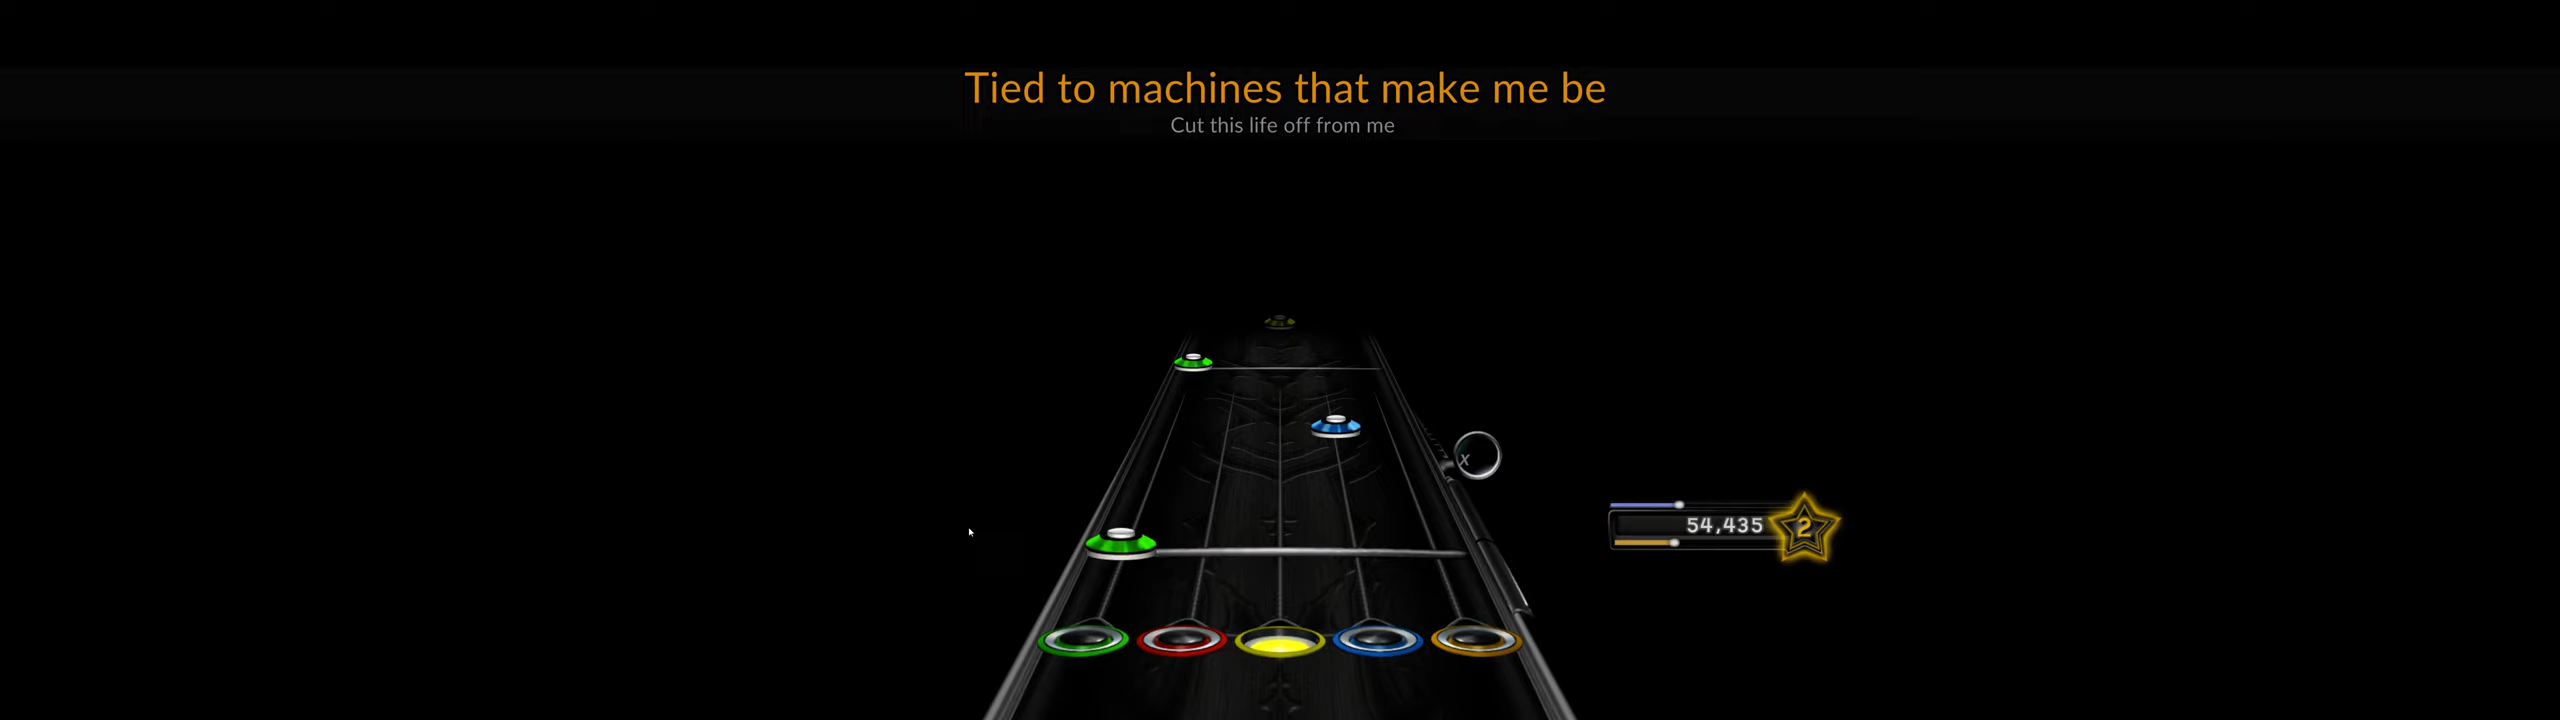 Tied to machines that make me be
Cut this life off from me
x
54,435
2